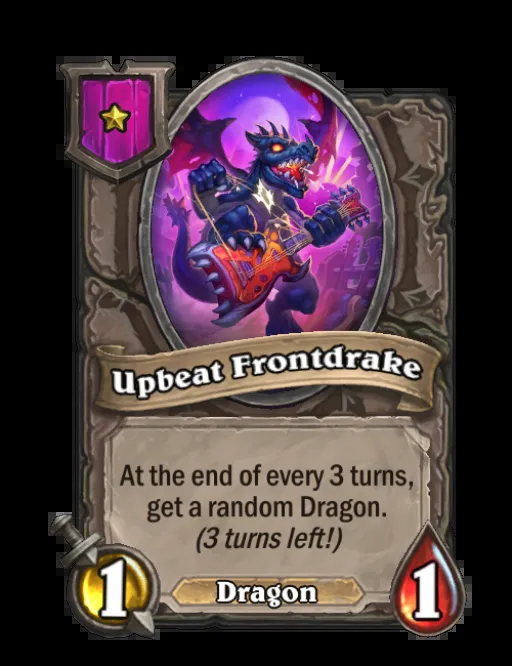 Upbeat Frontdrake
At the end of every 3 turns,
get a random Dragon.
(3 turns left!)
1
Dragon
1